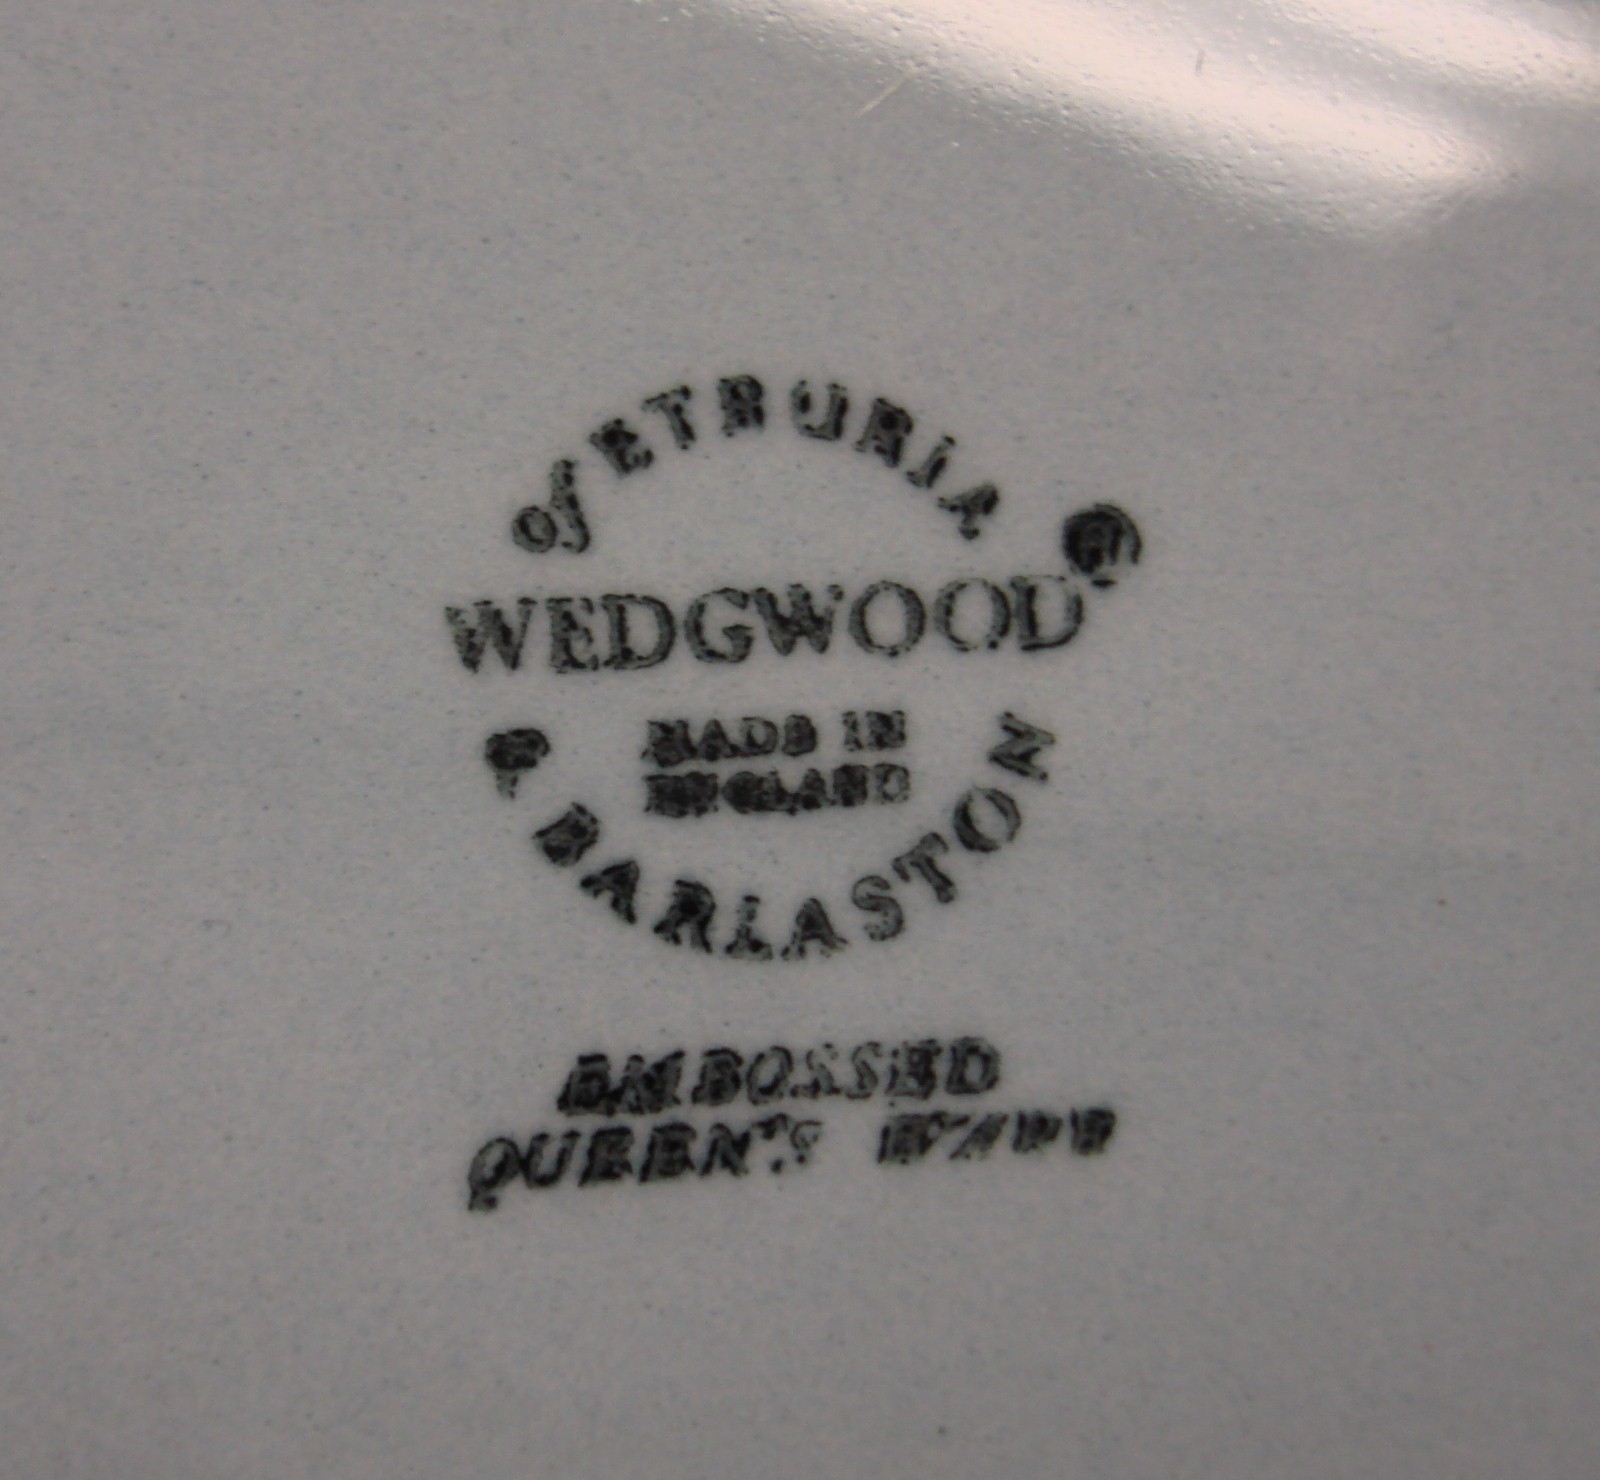 of ETRURIA
WEDGWOOD®
MADE IN
ENGLAND
& BARLASTON
EMBOSSED
QUEEN'S WARE